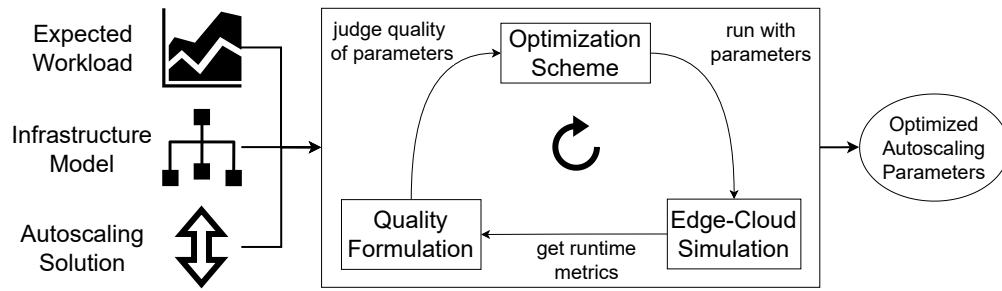 Expected
Workload
Infrastructure
Model
Autoscaling
Solution
judge quality
of parameters
Optimization
Scheme
run with
parameters
Quality
Formulation
get runtime
metrics
Edge-Cloud
Simulation
Optimized
Autoscaling
Parameters